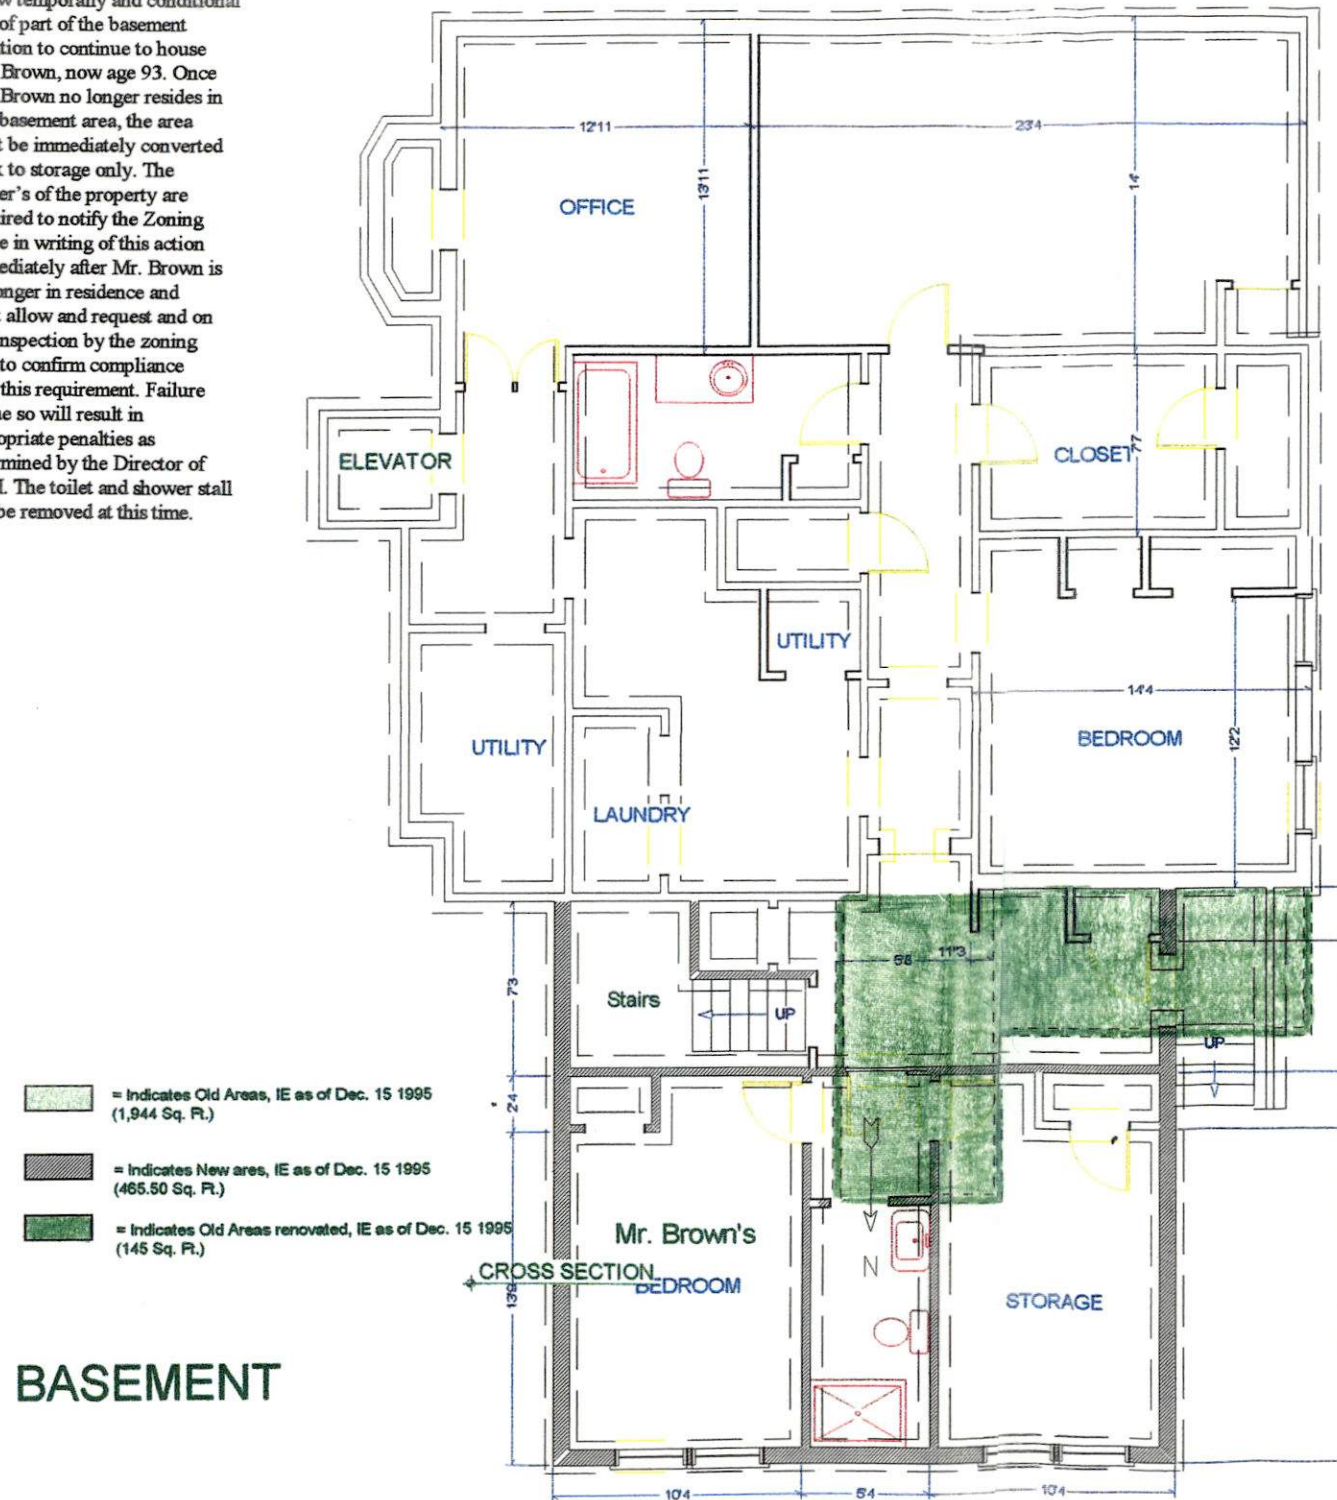 temporally and conditional
of part of the basement
tion to continue to house
Brown, now age 93. Once
Brown no longer resides in
basement area, the area
be immediately converted
to storage only. The
er's of the property are
ired to notify the Zoning
e in writing of this action
ediately after Mr. Brown is
onger in residence and
allow and request and on
nspection by the zoning
to confirm compliance
this requirement. Failure
e so will result in
opriate penalties as
rmined by the Director of
The toilet and shower stall
be removed at this time.
12'11
23'4
13'11
14'
OFFICE
ELEVATOR
CLOSET
7'7
UTILITY
14'4
BEDROOM
12'2
UTILITY
LAUNDRY
11'3
7'3
Stairs
UP
UP
= Indicates Old Areas, IE as of Dec. 15 1995
(1,944 Sq. Ft.)
2'4
= Indicates New ares, IE as of Dec. 15 1995
(465.50 Sq. Ft.)
= Indicates Old Areas renovated, IE as of Dec. 15 1995
(145 Sq. Ft.)
Mr. Brown's
BEDROOM
N
CROSS SECTION
STORAGE
BASEMENT
10'4
5'4
10'4